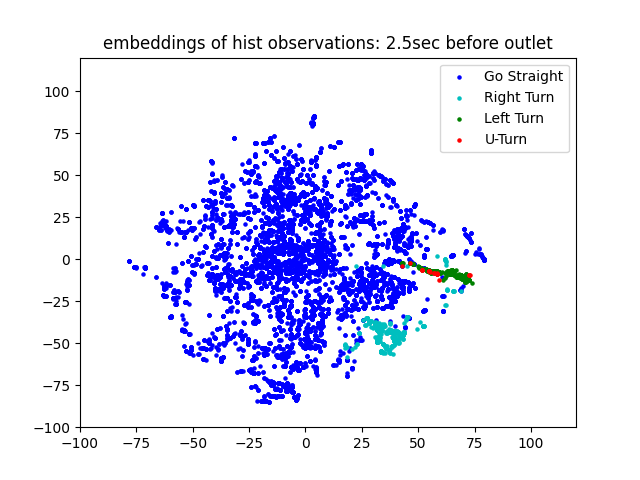 embeddings of hist observations: 2.5sec before outlet
Go Straight
Right Turn
Left Turn
U-Turn
100
75
50
25
0
−25
−50
−75
−100
−100 −75 −50 −25 0 25 50 75 100